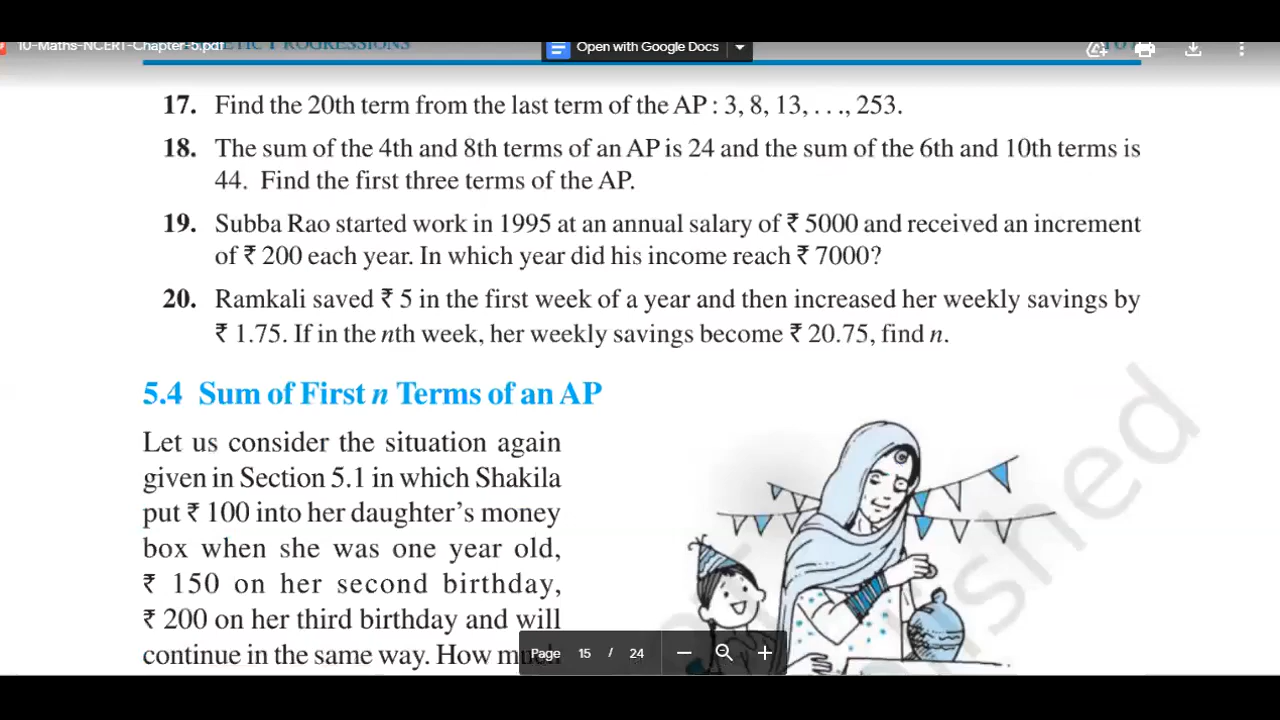 10-Maths-NCERT-Chapter-5.pdf
PROGRESSIONS
Open with Google Docs
17. Find the 20th term from the last term of the AP : 3, 8, 13, . . ., 253.
18. The sum of the 4th and 8th terms of an AP is 24 and the sum of the 6th and 10th terms is
44. Find the first three terms of the AP.
19. Subba Rao started work in 1995 at an annual salary of ₹ 5000 and received an increment
of ₹ 200 each year. In which year did his income reach ₹ 7000?
20. Ramkali saved ₹ 5 in the first week of a year and then increased her weekly savings by
₹ 1.75. If in the nth week, her weekly savings become ₹ 20.75, find n.
5.4 Sum of First n Terms of an AP
Let us consider the situation again
given in Section 5.1 in which Shakila
put ₹ 100 into her daughter's money
box when she was one year old,
₹ 150 on her second birthday,
₹ 200 on her third birthday and will
continue in the same way. How much
Page 15 / 24